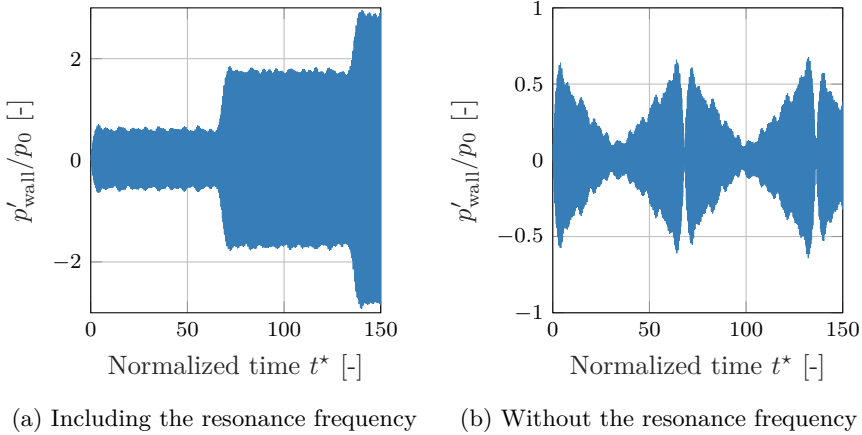 2
0
−2
0 50 100 150
p′wall/p0 [-]
Normalized time t⋆ [-]
(a) Including the resonance frequency
1
0.5
0
−0.5
−1
0 50 100 150
p′wall/p0 [-]
Normalized time t⋆ [-]
(b) Without the resonance frequency